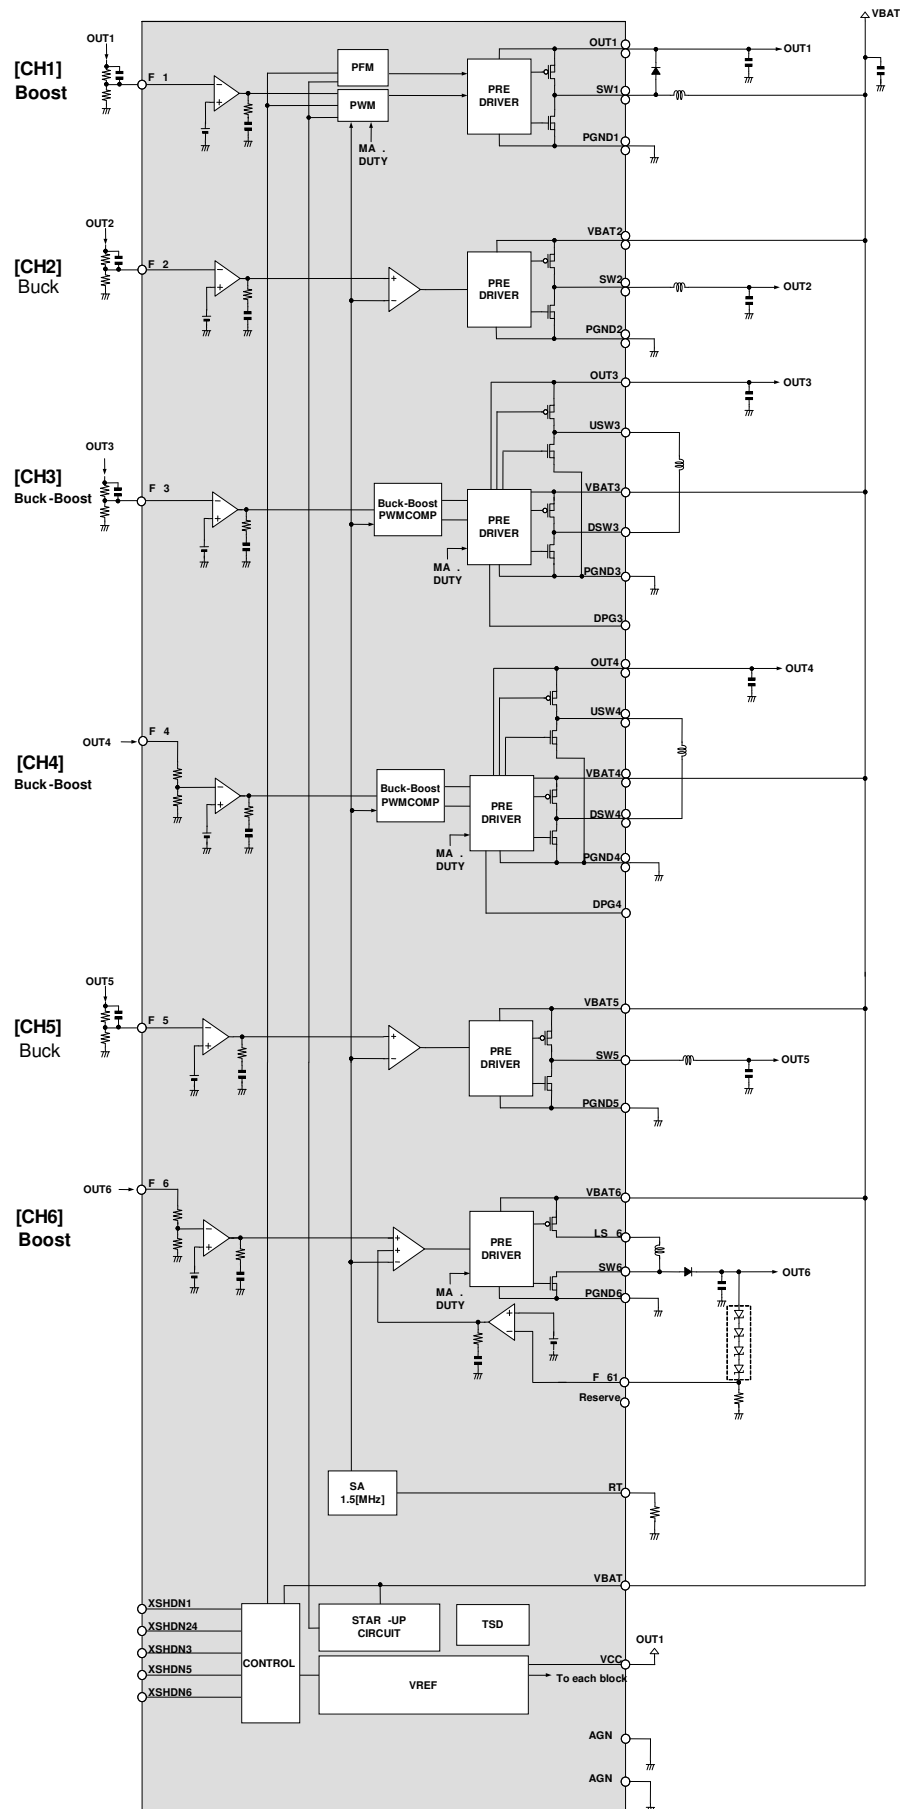 VBAT
OUT1
[CH1]
Boost
F 1
PFM
PWM
MA .
DUTY
PRE
DRIVER
OUT1
SW1
PGND1
OUT1
OUT2
[CH2]
Buck
F 2
PRE
DRIVER
VBAT2
SW2
PGND2
OUT2
OUT3
[CH3]
Buck-Boost
F 3
Buck-Boost
PWMCOMP
MA .
DUTY
PRE
DRIVER
OUT3
USW3
VBAT3
DSW3
PGND3
DPG3
OUT3
OUT4
[CH4]
Buck-Boost
F 4
Buck-Boost
PWMCOMP
MA .
DUTY
PRE
DRIVER
OUT4
USW4
VBAT4
DSW4
PGND4
DPG4
OUT4
OUT5
[CH5]
Buck
F 5
PRE
DRIVER
VBAT5
SW5
PGND5
OUT5
OUT6
[CH6]
Boost
F 6
PRE
DRIVER
MA .
DUTY
VBAT6
LS 6
SW6
PGND6
OUT6
F 61
Reserve
SA
1.5[MHz]
RT
VBAT
XSHDN1
XSHDN24
XSHDN3
XSHDN5
XSHDN6
CONTROL
STAR -UP
CIRCUIT
TSD
VREF
VCC
OUT1
To each block
AGN
AGN